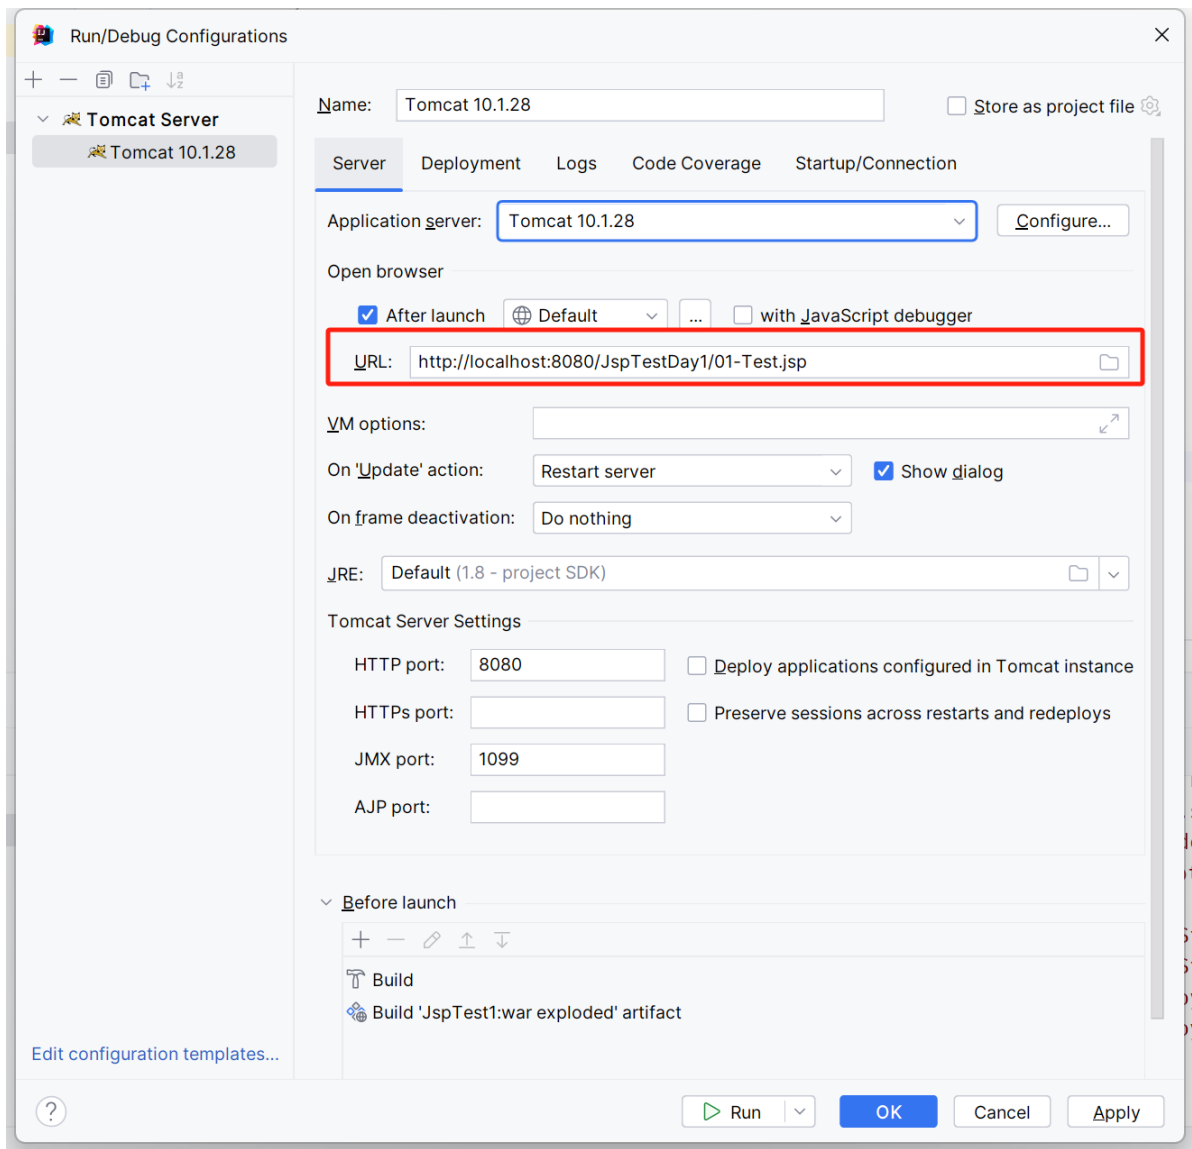 Run/Debug Configurations
Tomcat Server
Tomcat 10.1.28
Edit configuration templates...
Name: Tomcat 10.1.28 Store as project file
Server Deployment Logs Code Coverage Startup/Connection
Application server: Tomcat 10.1.28 Configure...
Open browser
After launch Default ... with JavaScript debugger
URL: http://localhost:8080/JspTestDay1/01-Test.jsp
VM options:
On 'Update' action: Restart server Show dialog
On frame deactivation: Do nothing
JRE: Default (1.8 - project SDK)
Tomcat Server Settings
HTTP port: 8080 Deploy applications configured in Tomcat instance
HTTPs port: Preserve sessions across restarts and redeploys
JMX port: 1099
AJP port:
Before launch
Build
Build 'JspTest1:war exploded' artifact
? Run OK Cancel Apply